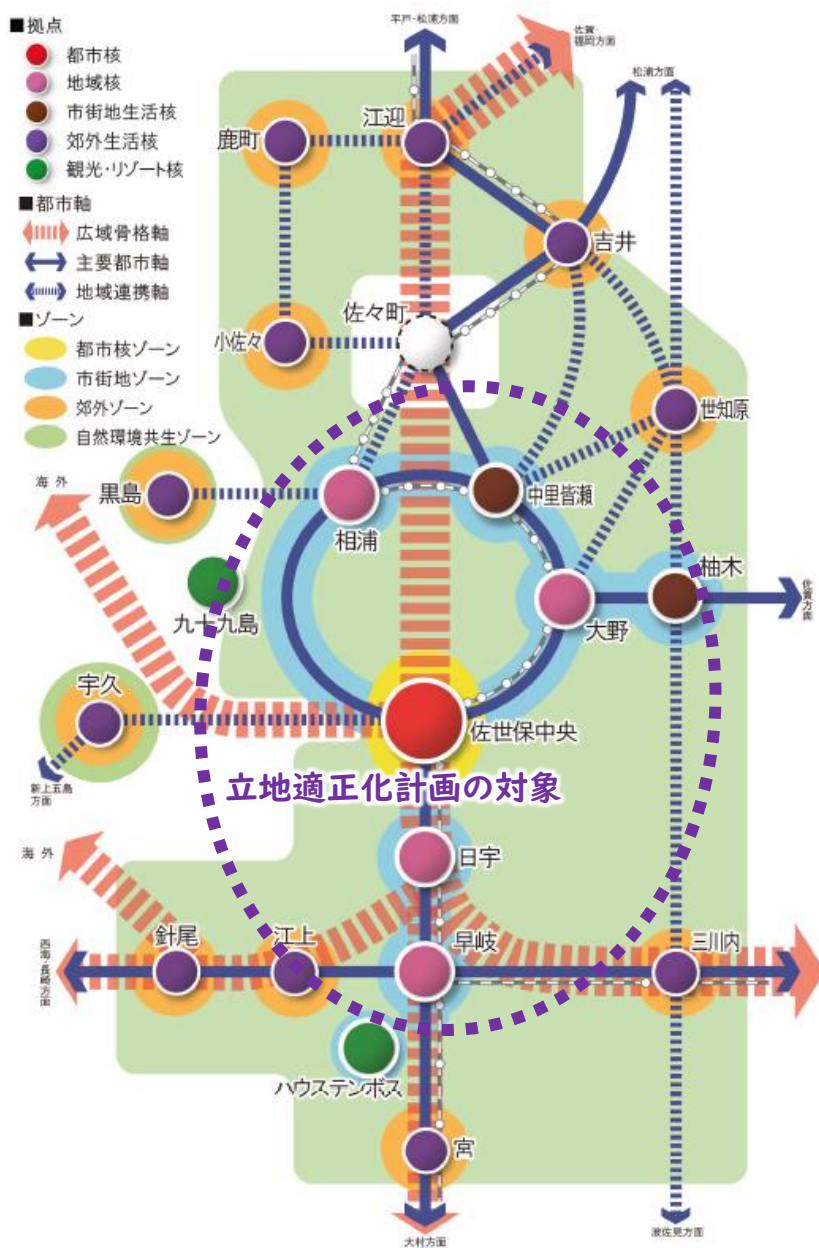 ■拠点
都市核
地域核
市街地生活核
郊外生活核
観光・リゾート核
■都市軸
広域骨格軸
主要都市軸
地域連携軸
■ゾーン
都市核ゾーン
市街地ゾーン
郊外ゾーン
自然環境共生ゾーン
平戸・松浦方面
佐賀・
福岡方面
松浦方面
鹿町
江迎
吉井
佐々町
小佐々
世知原
海 外
黒島
相浦
中里皆瀬
柚木
九十九島
大野
佐賀方面
宇久
佐世保中央
新上五島
方面
立地適正化計画の対象
日宇
海 外
針尾
江上
早岐
三川内
西海・長崎方面
ハウステンボス
宮
大村方面
波佐見方面